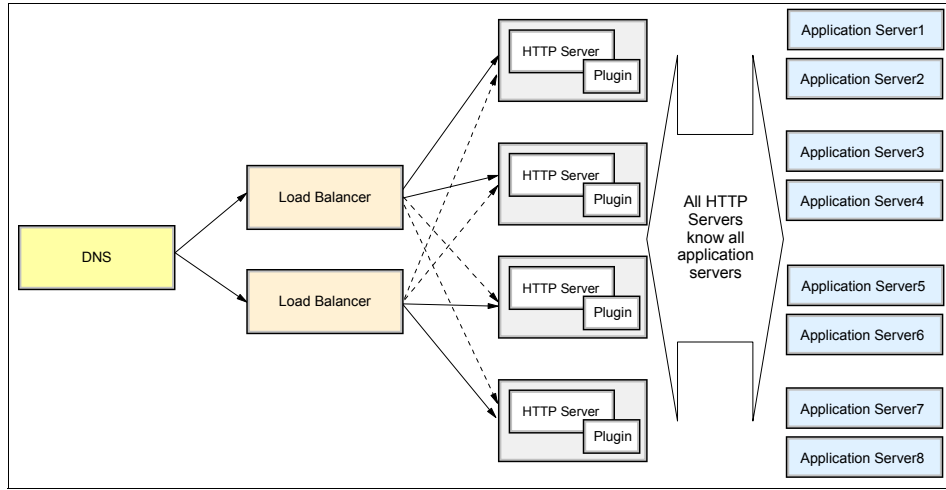 DNS
Load Balancer
Load Balancer
HTTP Server
Plugin
HTTP Server
Plugin
HTTP Server
Plugin
HTTP Server
Plugin
All HTTP
Servers
know all
application
servers
Application Server1
Application Server2
Application Server3
Application Server4
Application Server5
Application Server6
Application Server7
Application Server8